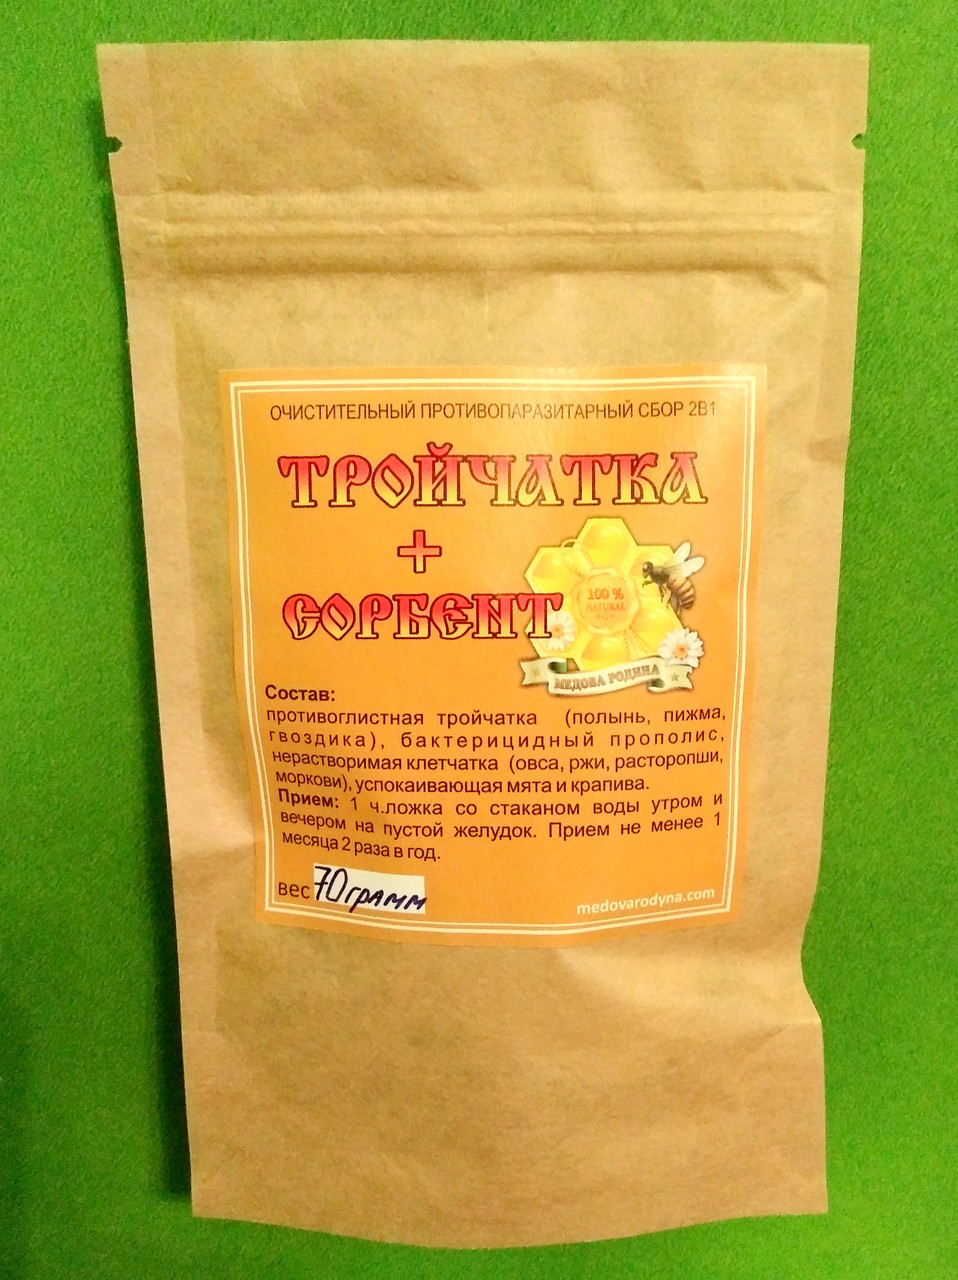 ОЧИСТИТЕЛЬНЫЙ ПРОТИВОПАРАЗИТАРНЫЙ СБОР 2В1
ТРОЙЧАТКА
+
СОРБЕНТ
100 %
NATURAL
МЕДОВА РОДИНА
Состав:
противоглистная тройчатка (полынь, пижма,
гвоздика), бактерицидный прополис,
нерастворимая клетчатка (овса, ржи, расторопши,
моркови), успокаивающая мята и крапива.
Прием: 1 ч.ложка со стаканом воды утром и
вечером на пустой желудок. Прием не менее 1
месяца 2 раза в год.
вес 70 грамм
medovarodyna.com